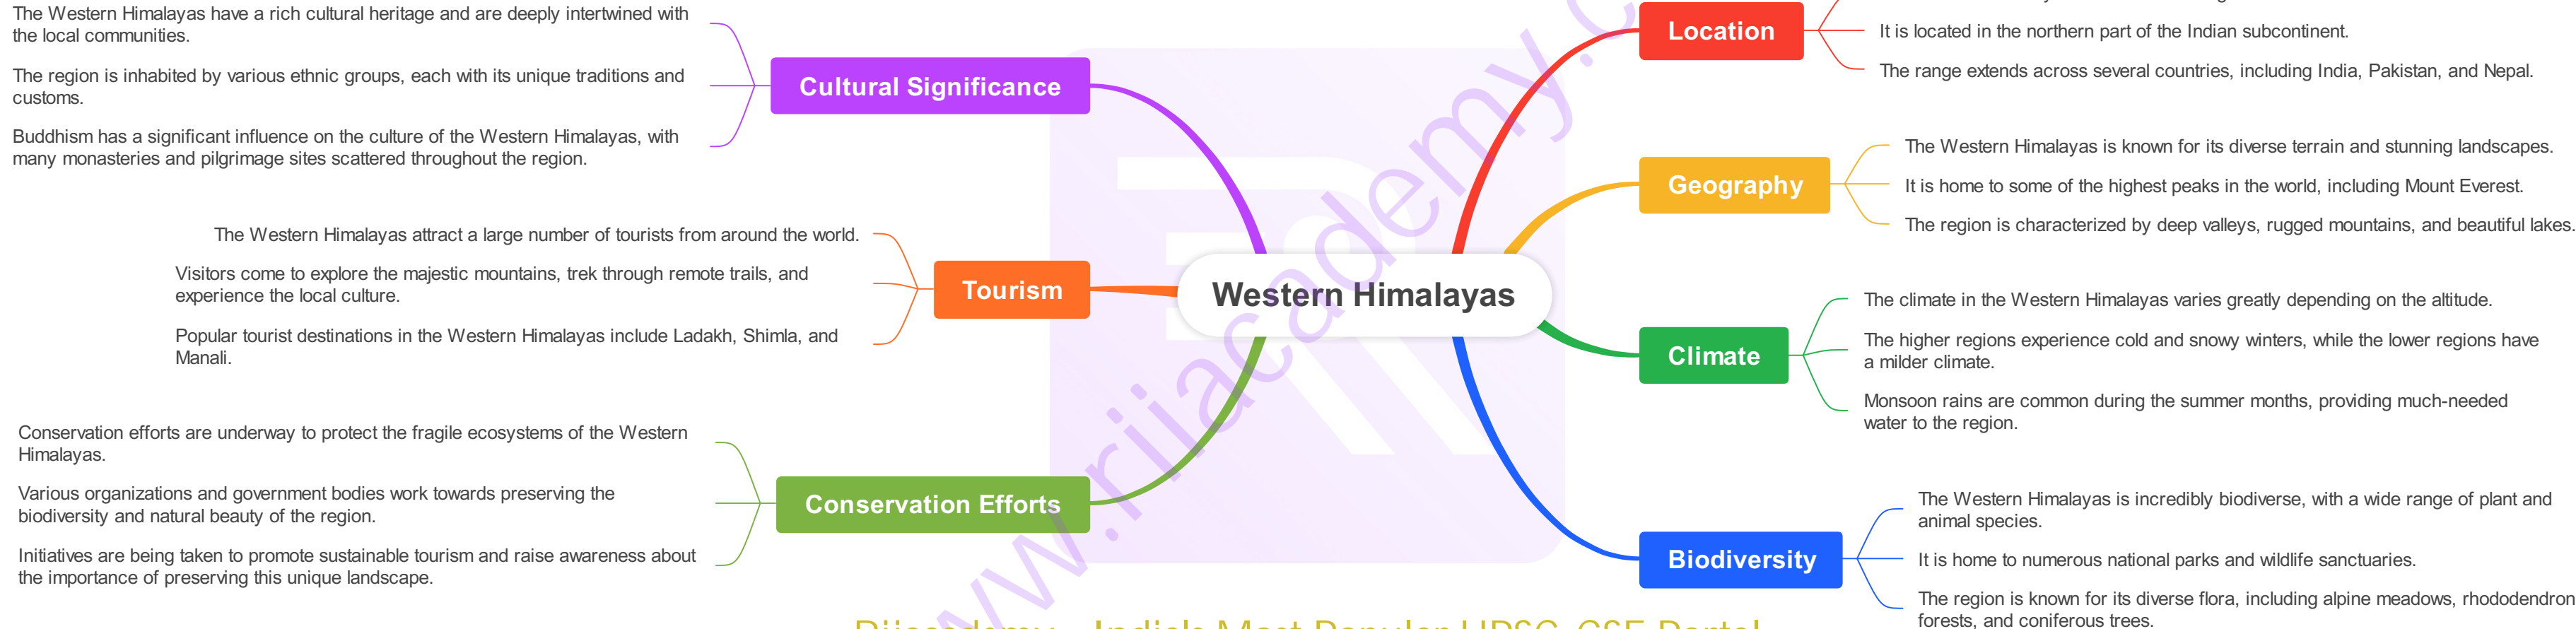 The Western Himalayas have a rich cultural heritage and are deeply intertwined with
the local communities.
The region is inhabited by various ethnic groups, each with its unique traditions and
customs.
Buddhism has a significant influence on the culture of the Western Himalayas, with
many monasteries and pilgrimage sites scattered throughout the region.
Cultural Significance
The Western Himalayas attract a large number of tourists from around the world.
Visitors come to explore the majestic mountains, trek through remote trails, and
experience the local culture.
Popular tourist destinations in the Western Himalayas include Ladakh, Shimla, and
Manali.
Tourism
Conservation efforts are underway to protect the fragile ecosystems of the Western
Himalayas.
Various organizations and government bodies work towards preserving the
biodiversity and natural beauty of the region.
Initiatives are being taken to promote sustainable tourism and raise awareness about
the importance of preserving this unique landscape.
Conservation Efforts
Western Himalayas
Location
It is located in the northern part of the Indian subcontinent.
The range extends across several countries, including India, Pakistan, and Nepal.
Geography
The Western Himalayas is known for its diverse terrain and stunning landscapes.
It is home to some of the highest peaks in the world, including Mount Everest.
The region is characterized by deep valleys, rugged mountains, and beautiful lakes.
Climate
The climate in the Western Himalayas varies greatly depending on the altitude.
The higher regions experience cold and snowy winters, while the lower regions have
a milder climate.
Monsoon rains are common during the summer months, providing much-needed
water to the region.
Biodiversity
The Western Himalayas is incredibly biodiverse, with a wide range of plant and
animal species.
It is home to numerous national parks and wildlife sanctuaries.
The region is known for its diverse flora, including alpine meadows, rhododendron
forests, and coniferous trees.
ww.rijacademy.c